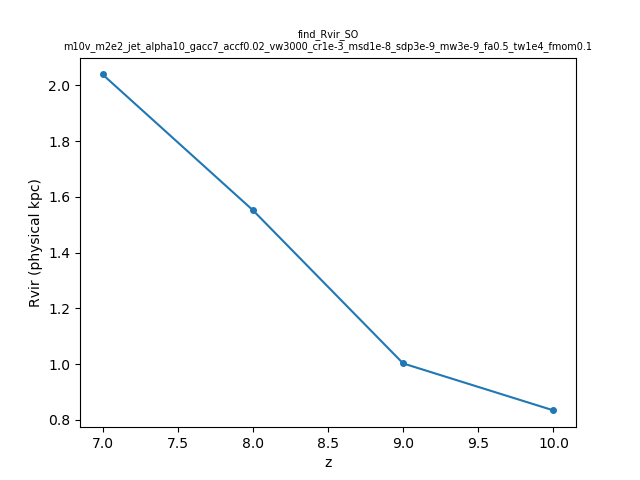 find_Rvir_SO
m10v_m2e2_jet_alpha10_gacc7_accf0.02_vw3000_cr1e-3_msd1e-8_sdp3e-9_mw3e-9_fa0.5_tw1e4_fmom0.1
2.0
1.8
1.6
1.4
1.2
1.0
0.8
Rvir (physical kpc)
7.0 7.5 8.0 8.5 9.0 9.5 10.0
z